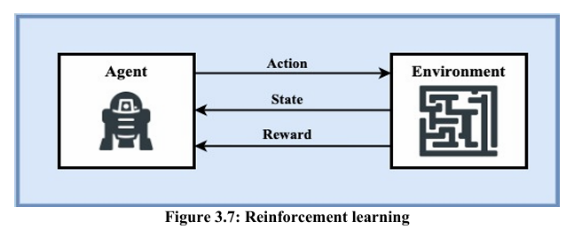 Agent
Action
Environment
State
Reward
Figure 3.7: Reinforcement learning